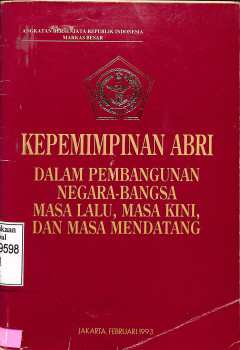 ANGKATAN BERSENJATA REPUBLIK INDONESIA
MARKAS BESAR
KEPEMIMPINAN ABRI
DALAM PEMBANGUNAN
NEGARA-BANGSA
MASA LALU, MASA KINI,
DAN MASA MENDATANG
JAKARTA, FEBRUARI 1993